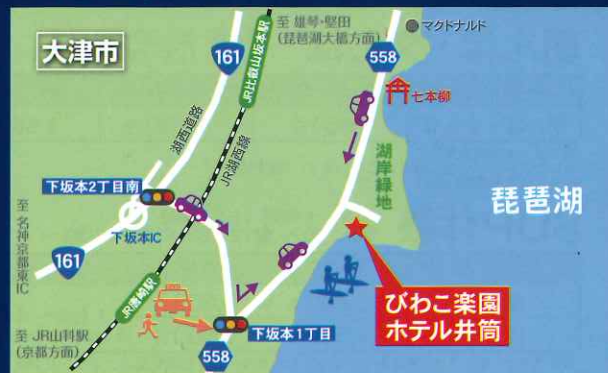 大津市
161
JR比叡山坂本駅
至 雄琴・堅田
(琵琶湖大橋方面)
558
マクドナルド
七本柳
湖西道路
JR湖西線
湖岸緑地
琵琶湖
下坂本2丁目南
下坂本IC
至 名神京都東IC
161
JR唐崎駅
至 JR山科駅
(京都方面)
下坂本1丁目
558
びわこ楽園
ホテル井筒